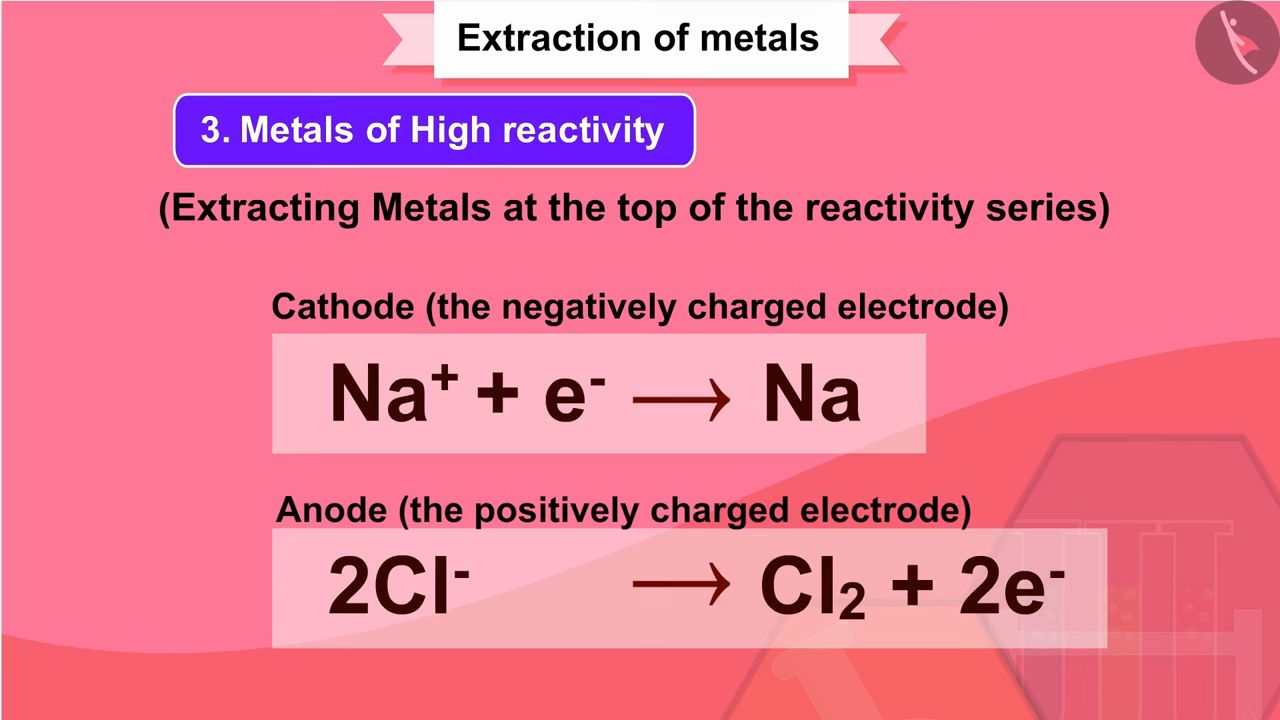 Extraction of metals
3. Metals of High reactivity
(Extracting Metals at the top of the reactivity series)
Cathode (the negatively charged electrode)
Na⁺ + e⁻ ⟶ Na
Anode (the positively charged electrode)
2Cl⁻ ⟶ Cl₂ + 2e⁻